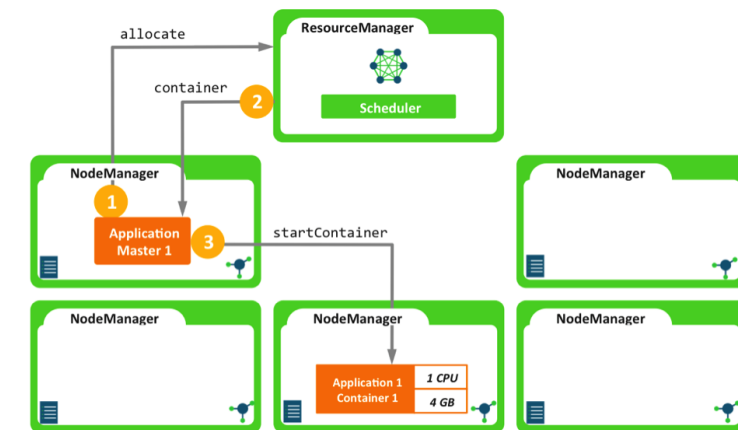 allocate
ResourceManager
container
2
Scheduler
NodeManager
1
Application
Master 1
3
startContainer
NodeManager
NodeManager
NodeManager
Application 1
Container 1
1 CPU
4 GB
NodeManager